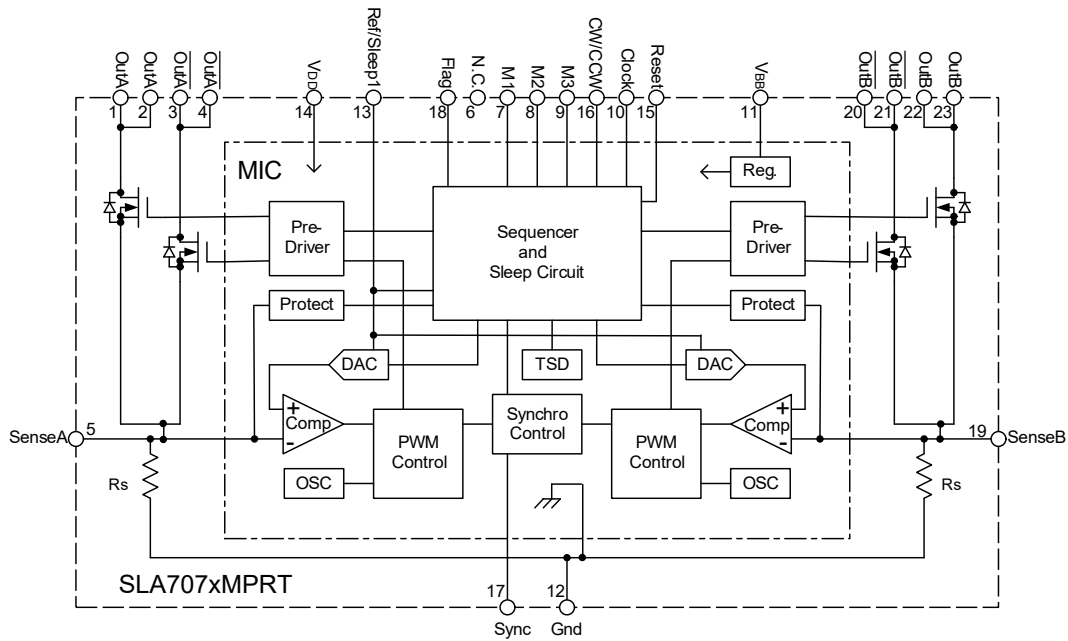 OutA
OutA
OutA
OutA
VDD
Ref/Sleep1
Flag
N.C.
M1
M2
M3
CW/CCW
Clock
Reset
VBB
OutB
OutB
OutB
OutB
1
2
3
4
14
13
18
6
7
8
9
16
10
15
11
20
21
22
23
MIC
Reg.
Pre-
Driver
Sequencer
and
Sleep Circuit
Pre-
Driver
Protect
Protect
DAC
TSD
DAC
+
Comp
-
PWM
Control
Synchro
Control
PWM
Control
+
Comp
-
SenseA
5
19
SenseB
Rs
OSC
OSC
Rs
SLA707xMPRT
17
12
Sync
Gnd